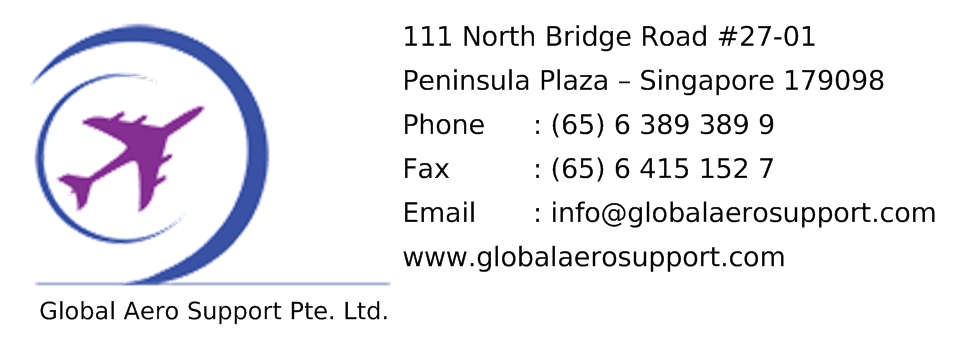 111 North Bridge Road #27-01
Peninsula Plaza – Singapore 179098
Phone : (65) 6 389 389 9
Fax : (65) 6 415 152 7
Email : info@globalaerosupport.com
www.globalaerosupport.com
Global Aero Support Pte. Ltd.